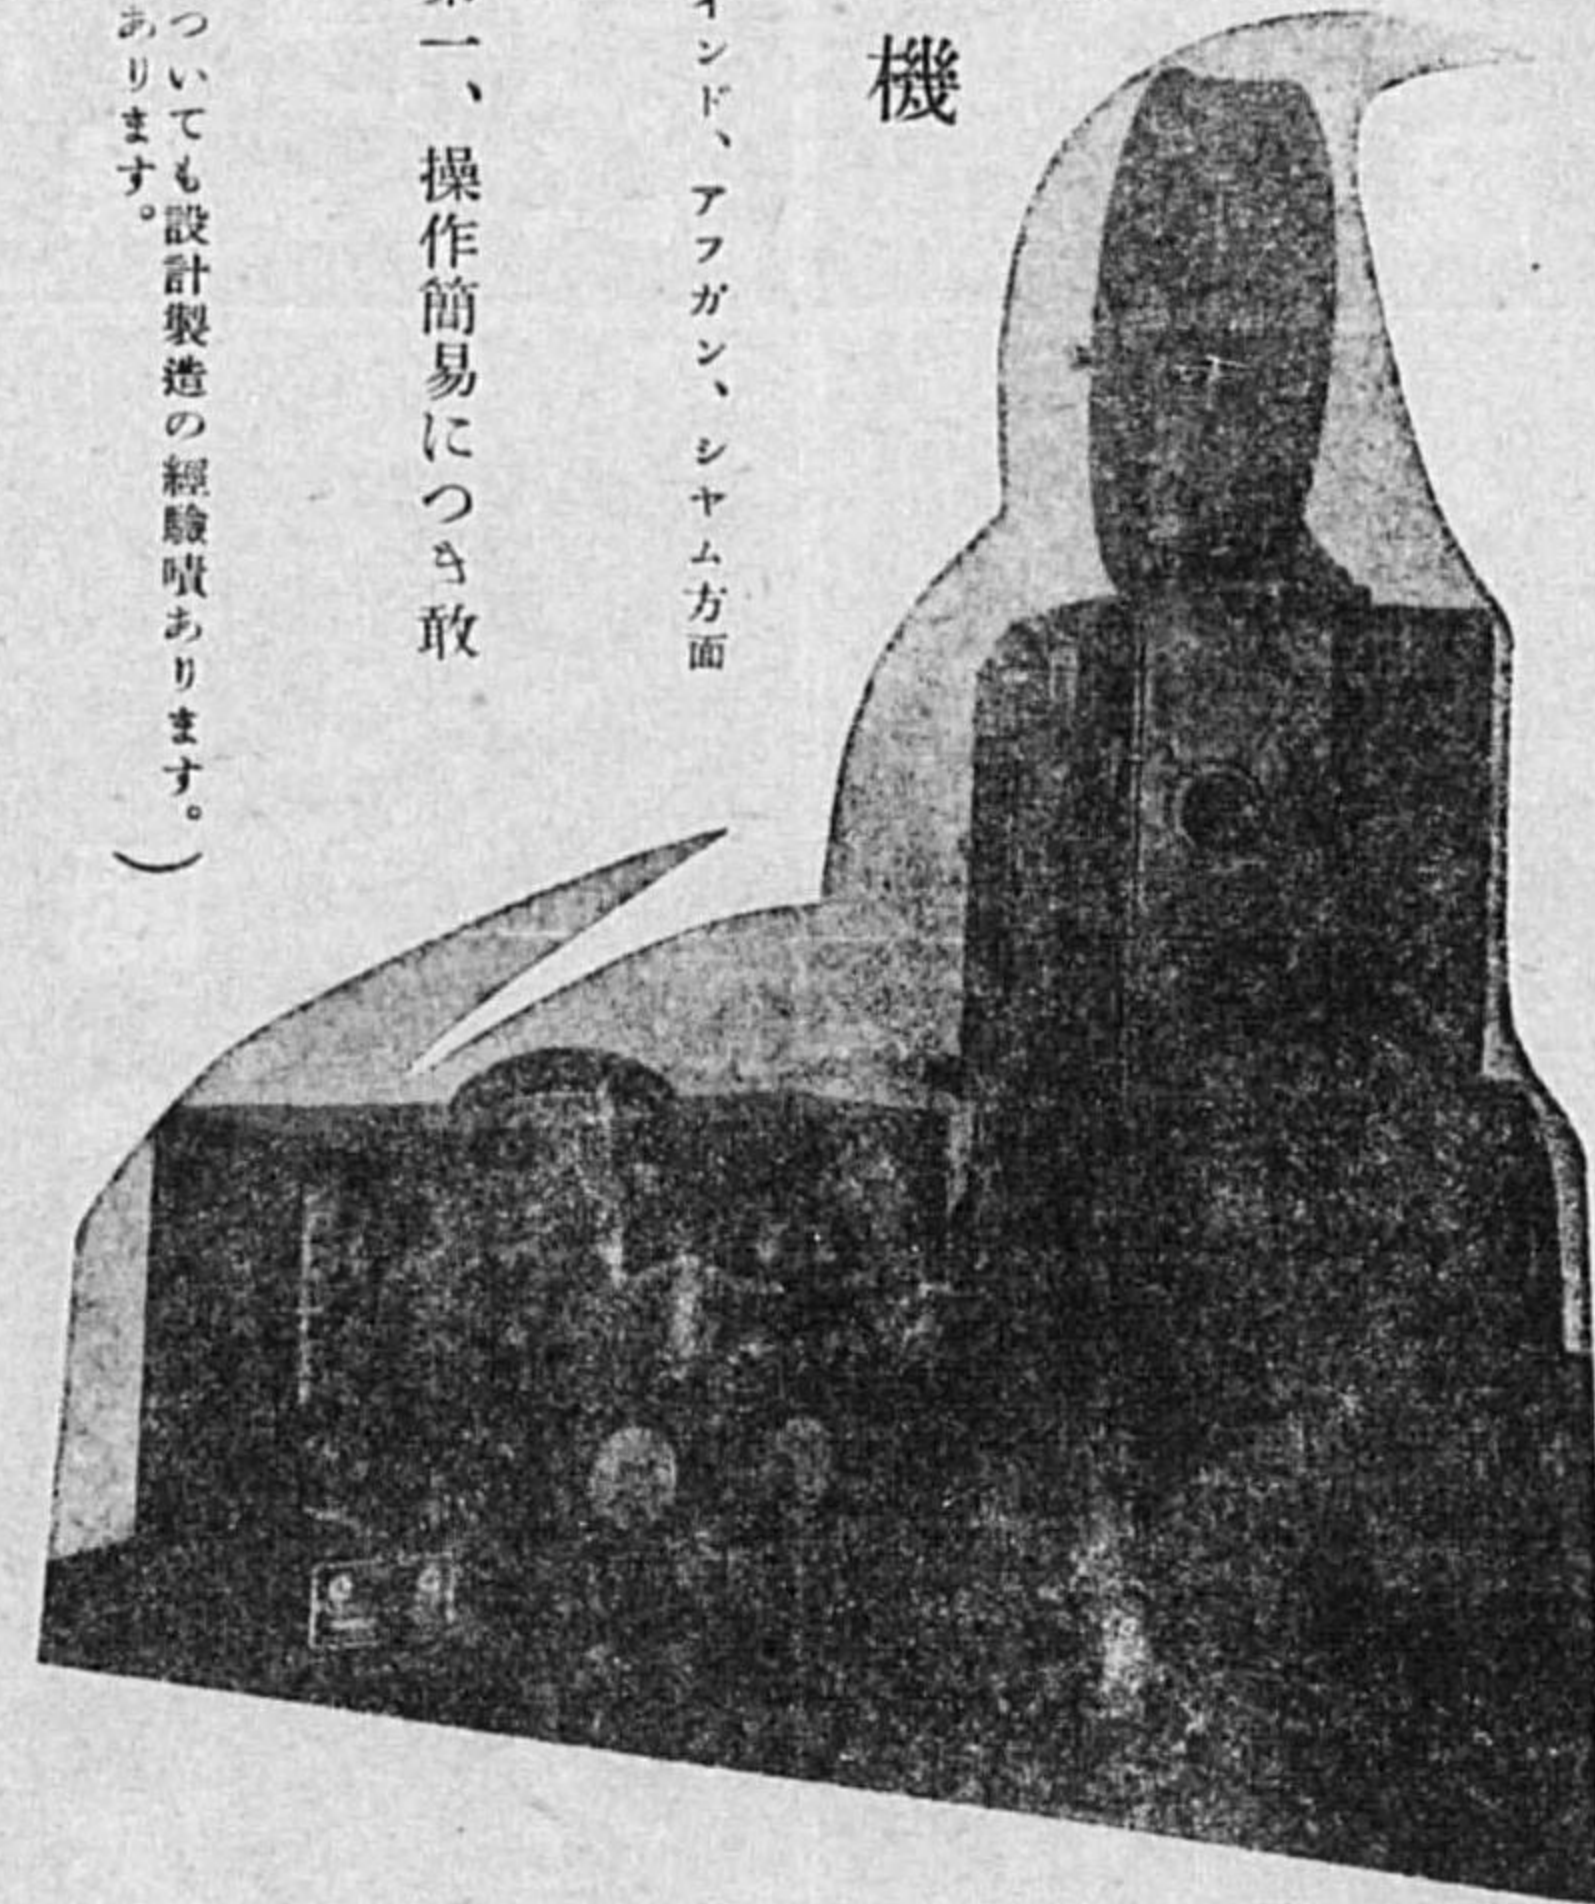 機
インド、アフガン、シャム方面
第一、操作簡易につき敢
ついても設計製造の經驗嘖あります。
あります。)